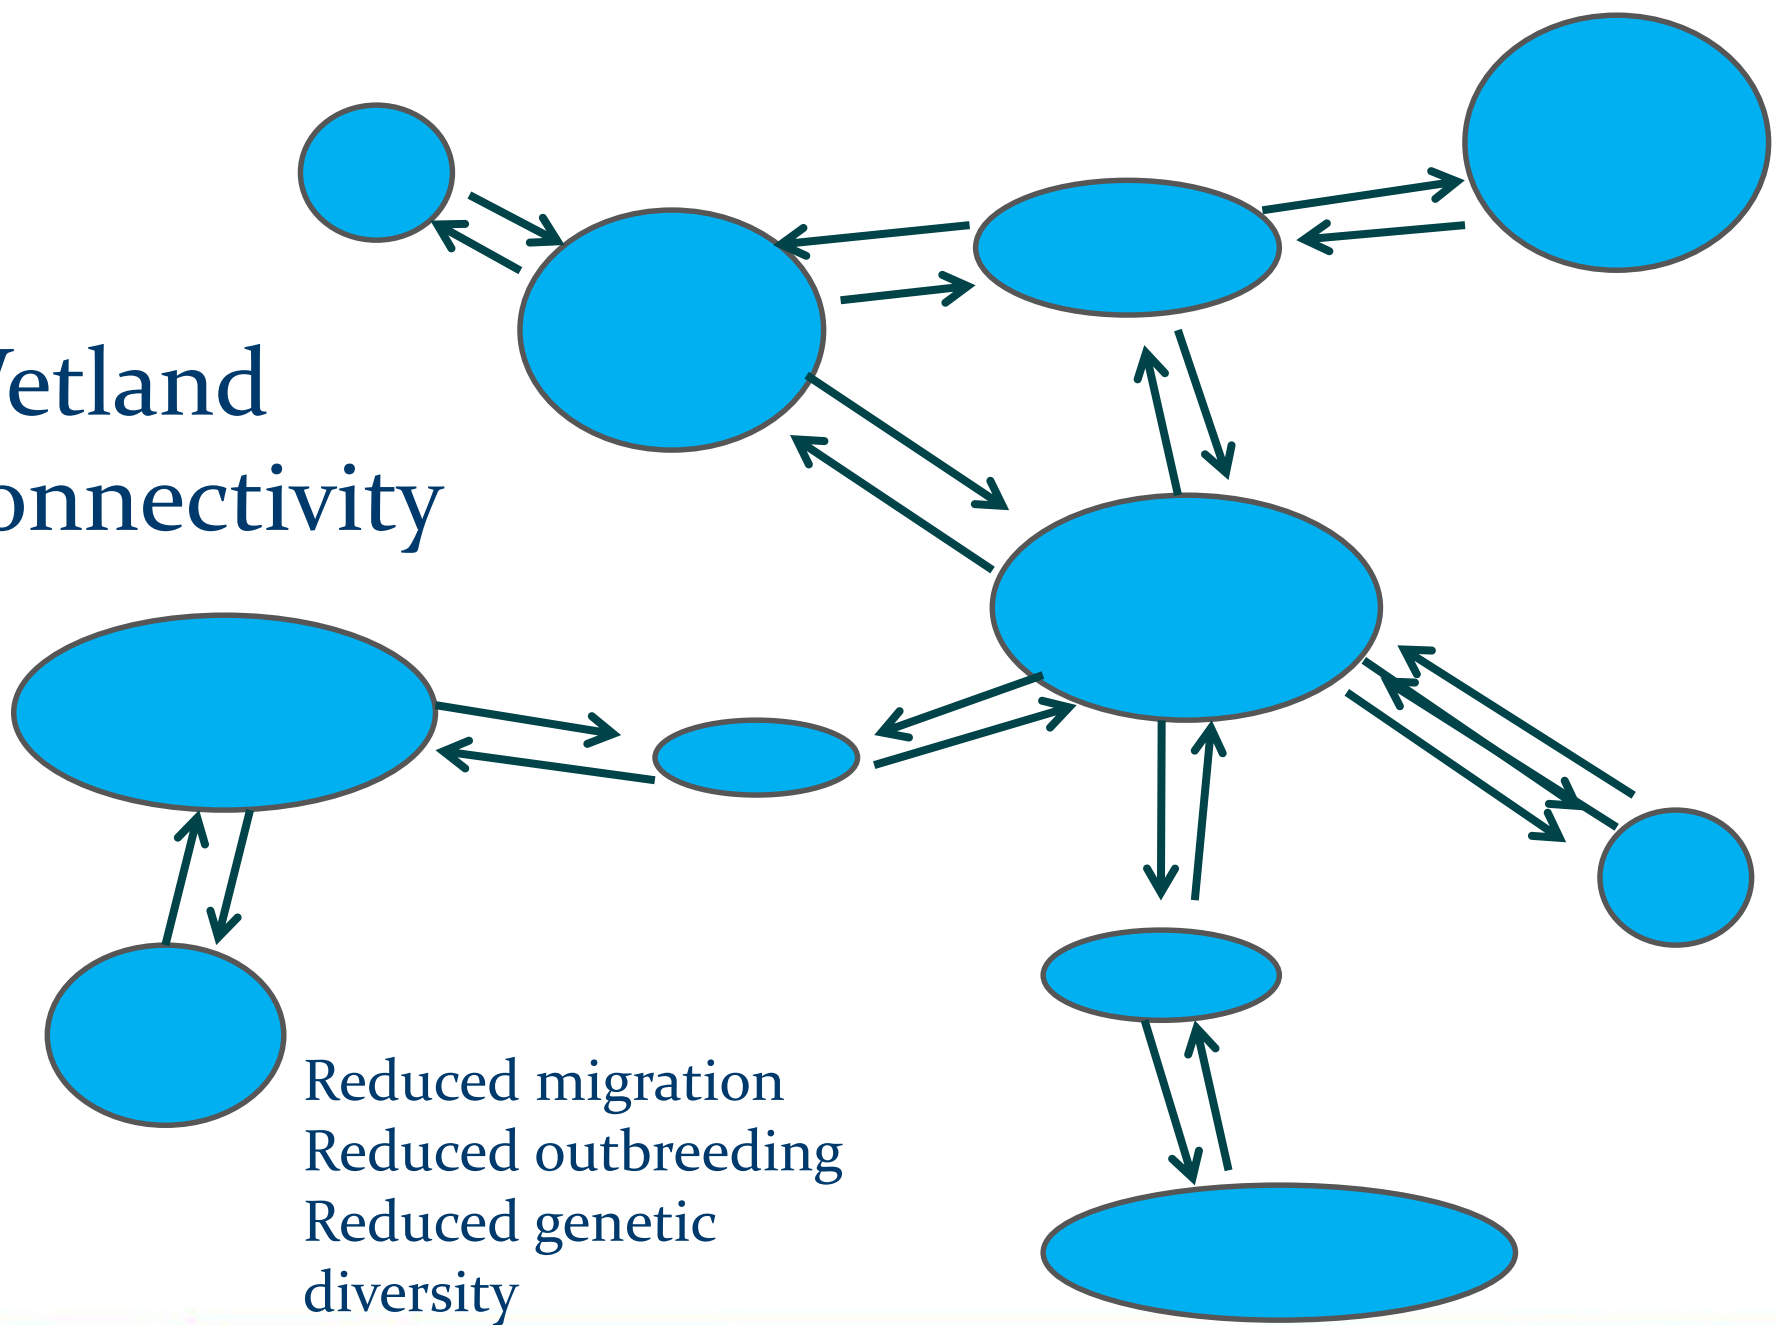 etland
onnectivity
Reduced migration
Reduced outbreeding
Reduced genetic
diversity